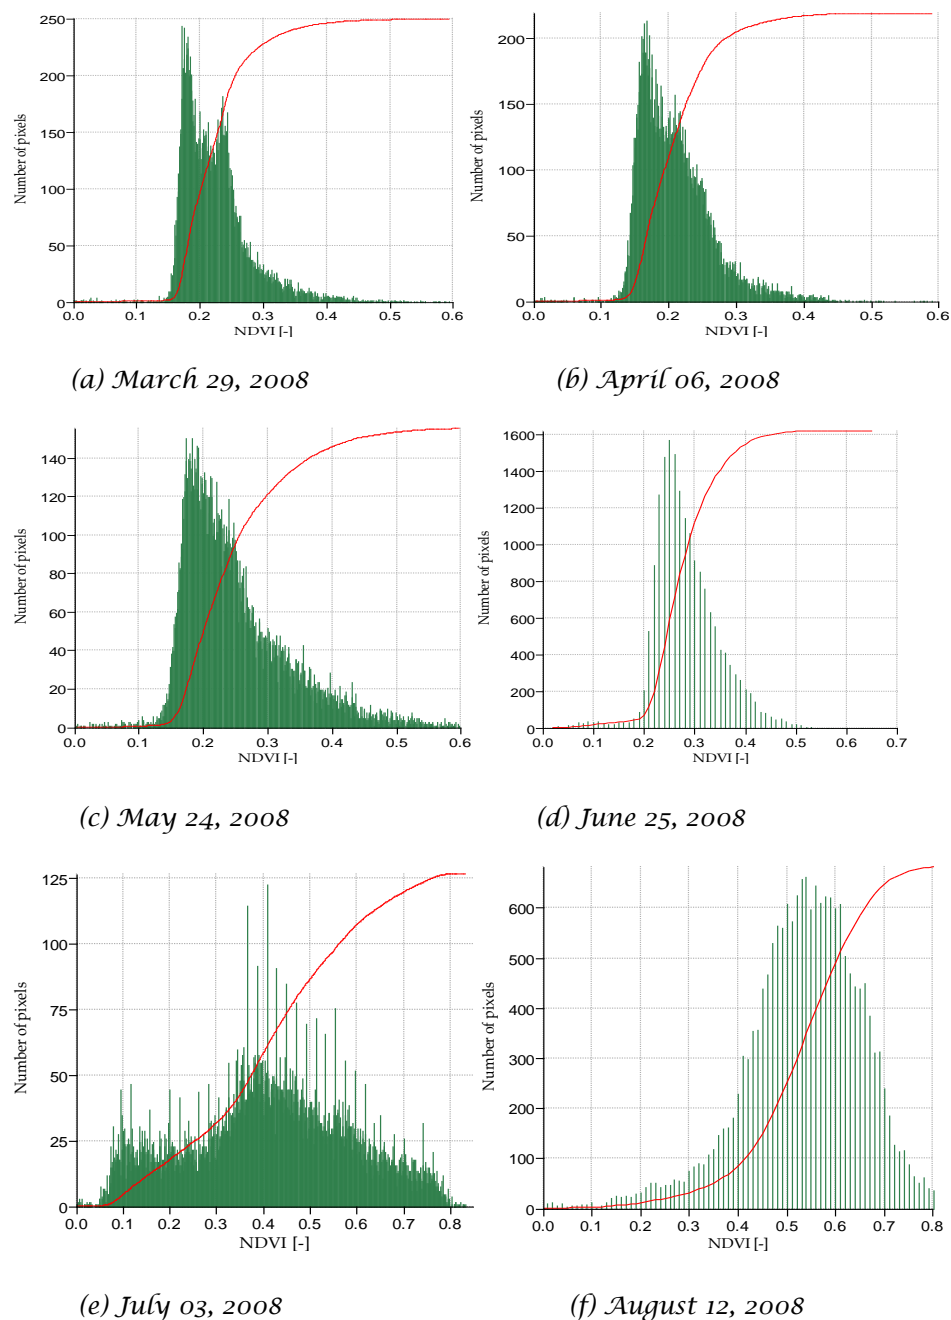 250
200
150
100
50
0
Number of pixels
0.0 0.1 0.2 0.3 0.4 0.5 0.6
NDVI [-]
(a) March 29, 2008
200
150
100
50
0
Number of pixels
0.0 0.1 0.2 0.3 0.4 0.5 0.6
NDVI [-]
(b) April 06, 2008
140
120
100
80
60
40
20
0
Number of pixels
0.0 0.1 0.2 0.3 0.4 0.5 0.6
NDVI [-]
(c) May 24, 2008
1600
1400
1200
1000
800
600
400
200
0
Number of pixels
0.0 0.1 0.2 0.3 0.4 0.5 0.6 0.7
NDVI [-]
(d) June 25, 2008
125
100
75
50
25
0
Number of pixels
0.0 0.1 0.2 0.3 0.4 0.5 0.6 0.7 0.8
NDVI [-]
(e) July 03, 2008
600
500
400
300
200
100
0
Number of pixels
0.0 0.1 0.2 0.3 0.4 0.5 0.6 0.7 0.8
NDVI [-]
(f) August 12, 2008